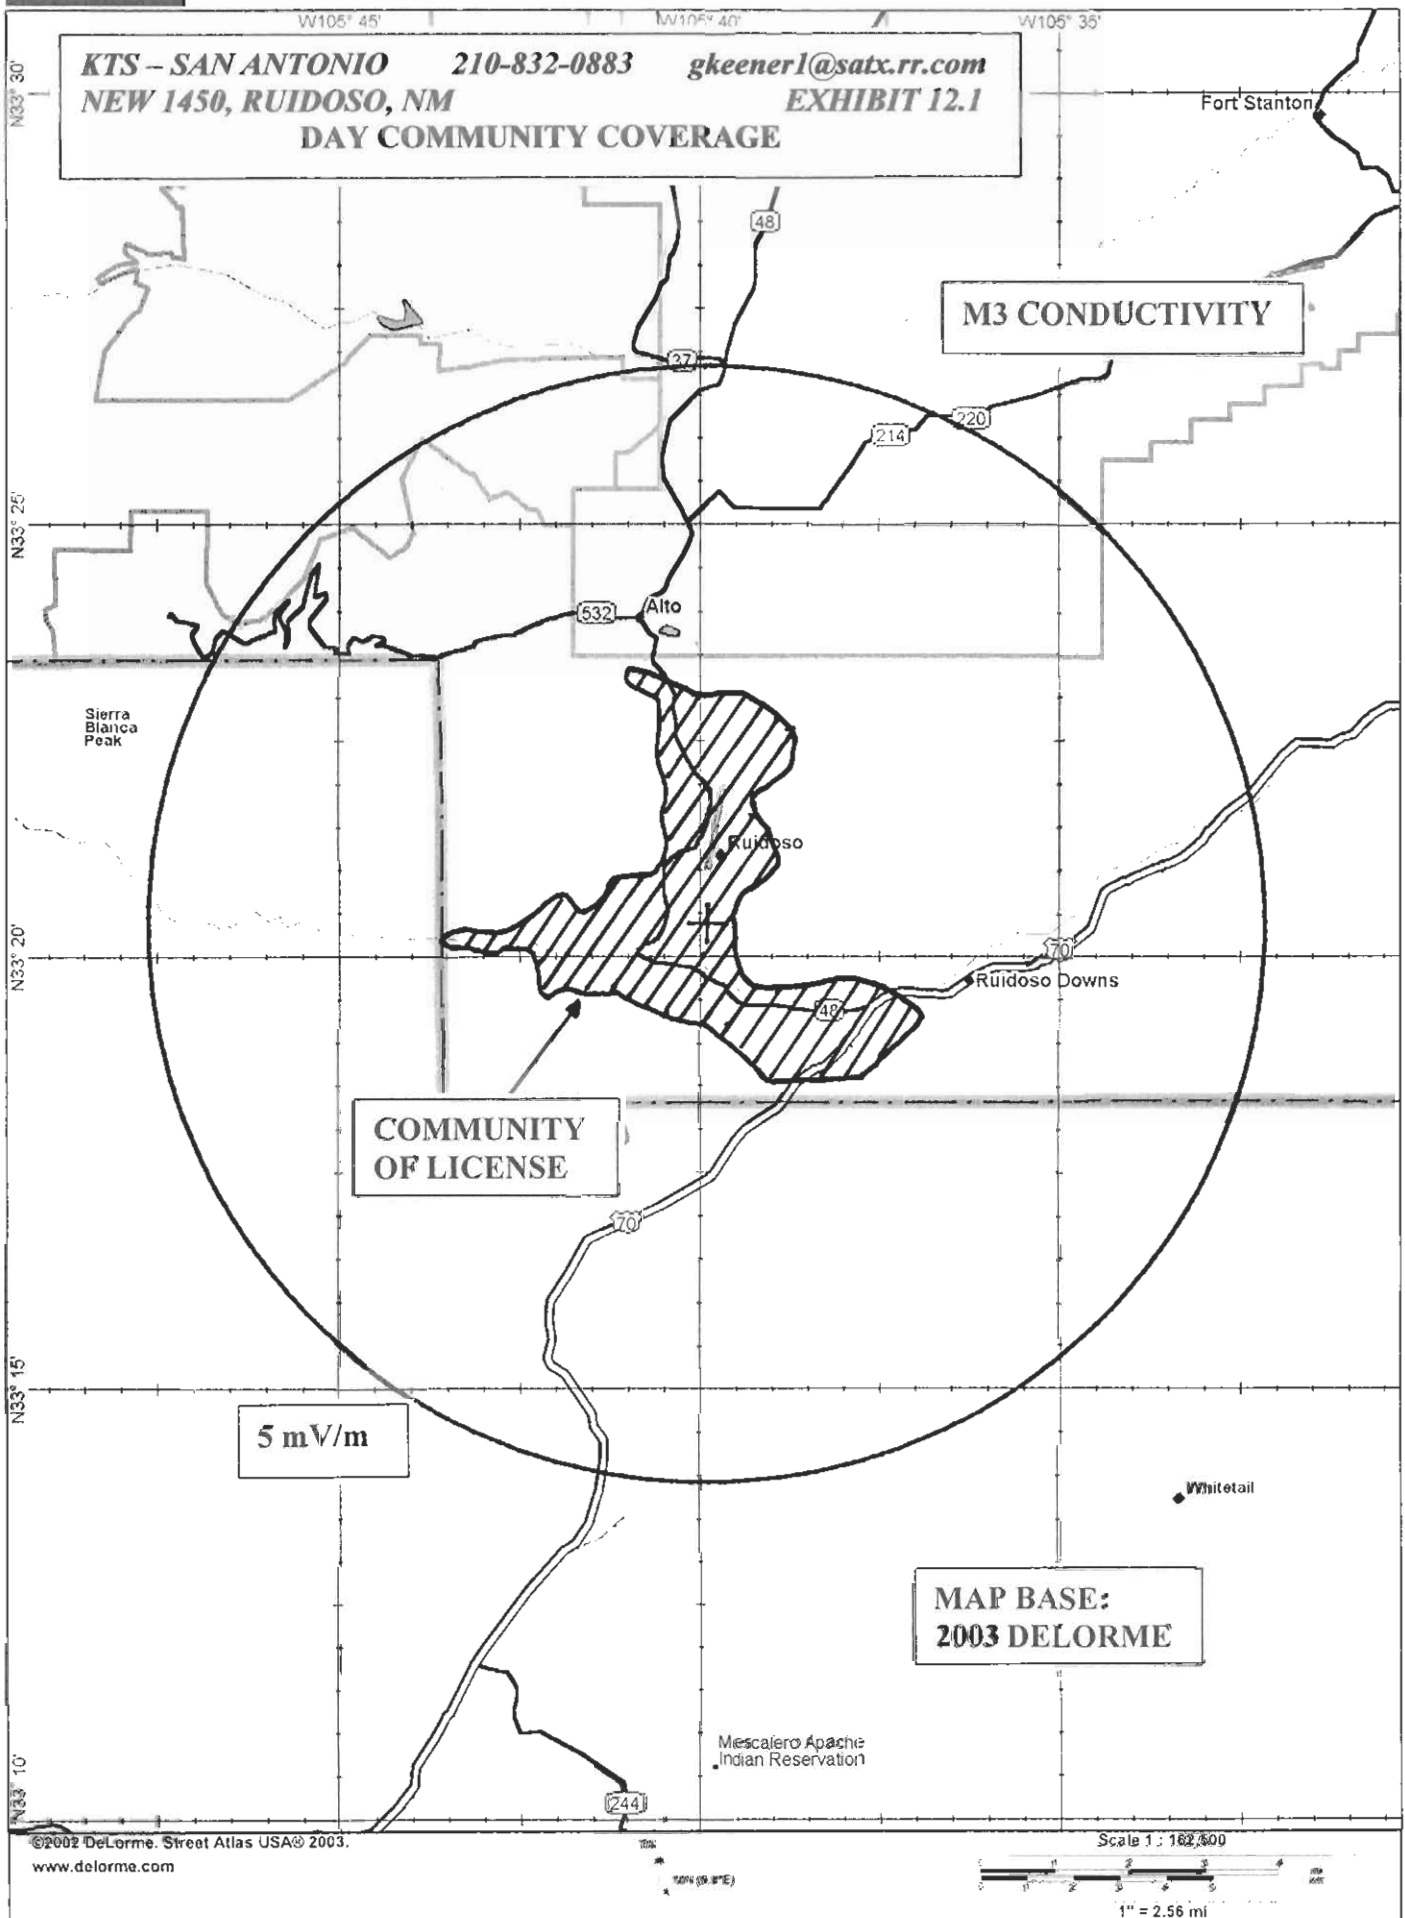 W105° 45'
W105° 40'
W105° 35'
KTS – SAN ANTONIO 210-832-0883 gkeener1@satx.rr.com
NEW 1450, RUIDOSO, NM EXHIBIT 12.1
DAY COMMUNITY COVERAGE
N33° 30'
Fort Stanton
48
M3 CONDUCTIVITY
37
220
214
N33° 25'
532
Alto
Sierra
Blanca
Peak
Ruidoso
N33° 20'
70
Ruidoso Downs
48
COMMUNITY
OF LICENSE
70
N33° 15'
5 mV/m
Whitetail
MAP BASE:
2003 DELORME
Mescalero Apache
Indian Reservation
N33° 10'
244
©2002 DeLorme. Street Atlas USA® 2003.
www.delorme.com
Scale 1 : 162,500
1" = 2.56 mi